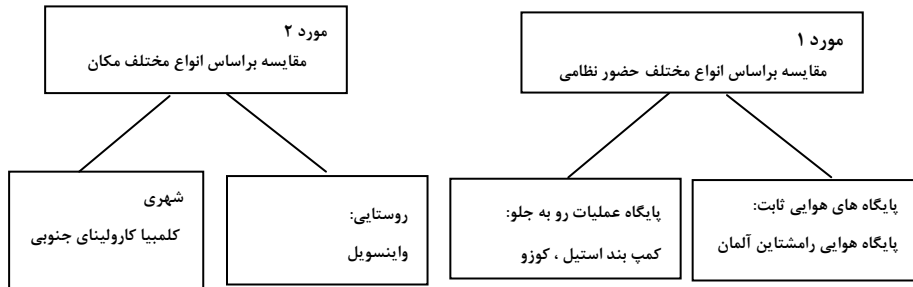 مورد ۱
مقایسه براساس انواع مختلف حضور نظامی
پایگاه های هوایی ثابت:
پایگاه هوایی رامشتاین آلمان
پایگاه عملیات رو به جلو:
کمپ بند استیل ، کوزو
مورد ۲
مقایسه براساس انواع مختلف مکان
روستایی:
واینسویل
شهری
کلمبیا کارولینای جنوبی